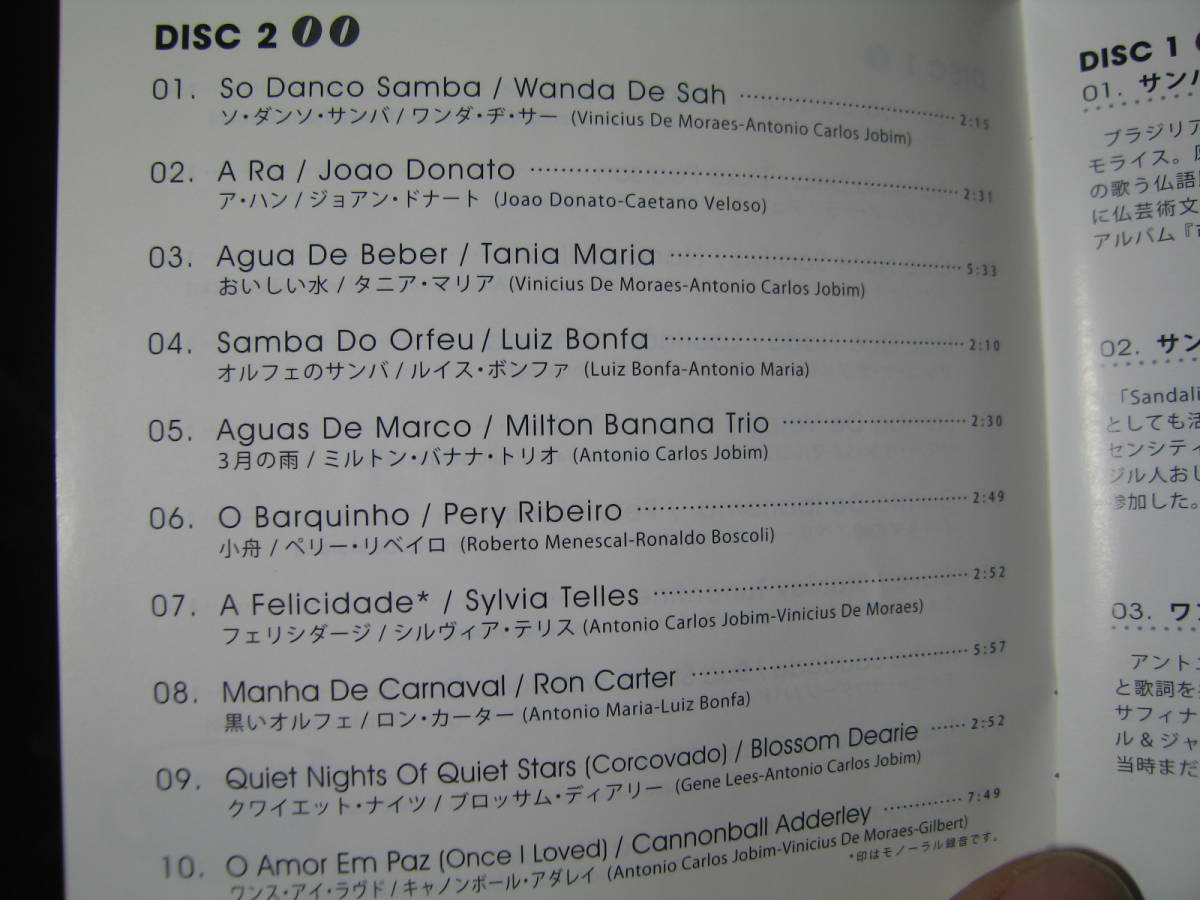 DISC 2
01. So Danco Samba / Wanda De Sah 2:15
ソ・ダンソ・サンバ / ワンダ・ヂ・サー (Vinicius De Moraes-Antonio Carlos Jobim)
02. A Ra / Joao Donato 2:31
ア・ハン / ジョアン・ドナート (Joao Donato-Caetano Veloso)
03. Agua De Beber / Tania Maria 5:33
おいしい水 / タニア・マリア (Vinicius De Moraes-Antonio Carlos Jobim)
04. Samba Do Orfeu / Luiz Bonfa 2:10
オルフェのサンバ / ルイス・ボンファ (Luiz Bonfa-Antonio Maria)
05. Aguas De Marco / Milton Banana Trio 2:30
3月の雨 / ミルトン・バナナ・トリオ (Antonio Carlos Jobim)
06. O Barquinho / Pery Ribeiro 2:49
小舟 / ペリー・リベイロ (Roberto Menescal-Ronaldo Boscoli)
07. A Felicidade* / Sylvia Telles 2:52
フェリシダージ / シルヴィア・テリス (Antonio Carlos Jobim-Vinicius De Moraes)
08. Manha De Carnaval / Ron Carter 5:57
黒いオルフェ / ロン・カーター (Antonio Maria-Luiz Bonfa)
09. Quiet Nights Of Quiet Stars (Corcovado) / Blossom Dearie 2:52
クワイエット・ナイツ / ブロッサム・ディアリー (Gene Lees-Antonio Carlos Jobim)
10. O Amor Em Paz (Once I Loved) / Cannonball Adderley 7:49
ワンス・アイ・ラヴド / キャノンボール・アダレイ (Antonio Carlos Jobim-Vinicius De Moraes-Gilbert)
*印はモノーラル録音です。
DISC 1
01. サンバ
ブラジリア
モライス。
の歌う仏語
に仏芸術文
アルバム『
02. サン
「Sandali
としても活
センシティ
ジル人おし
参加した。
03. ワン
アント
と歌詞を
サフィナ
ル&ジャ
当時まだ